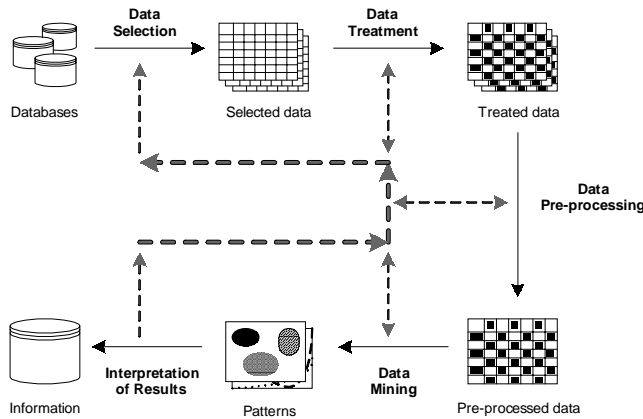 Data
Selection
Data
Treatment
Databases
Selected data
Treated data
Data
Pre-processing
Interpretation
of Results
Data
Mining
Information
Patterns
Pre-processed data